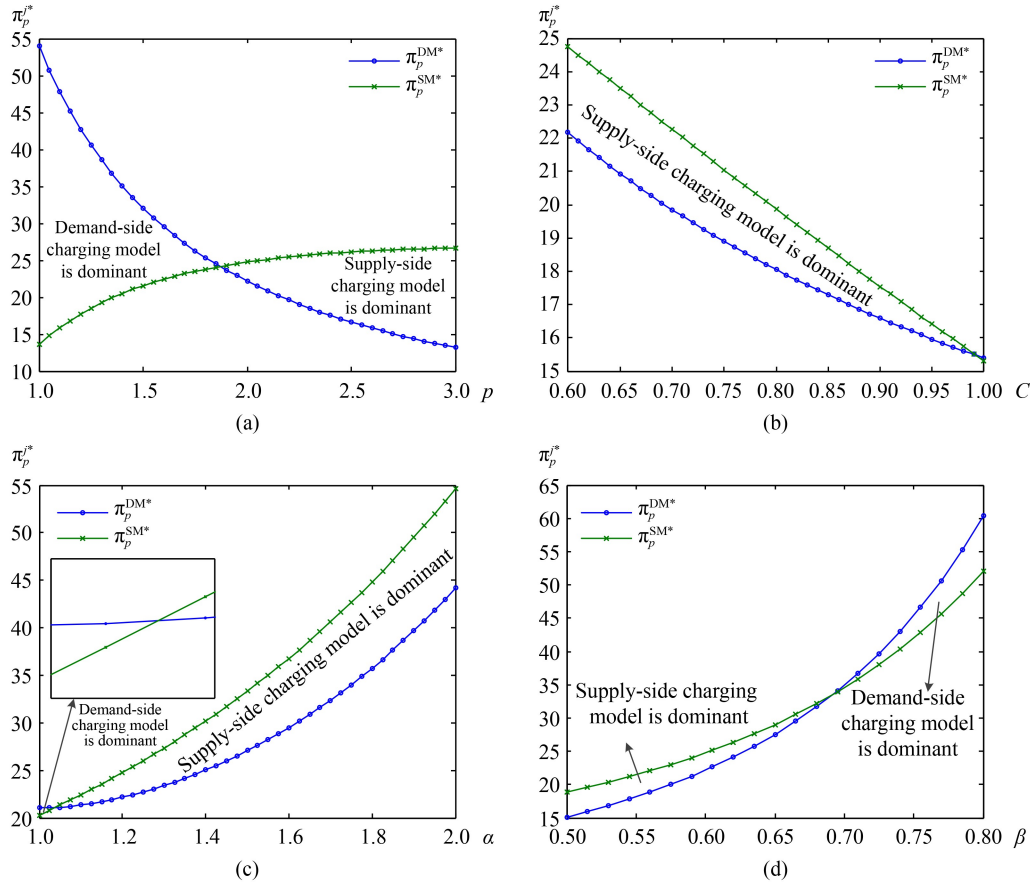 π_p^{j*}
55
50
45
40
35
30
25
20
15
10
1.0 1.5 2.0 2.5 3.0 p
π_p^{DM*}
π_p^{SM*}
Demand-side
charging model
is dominant
Supply-side
charging model
is dominant
(a)
π_p^{j*}
25
24
23
22
21
20
19
18
17
16
15
0.60 0.65 0.70 0.75 0.80 0.85 0.90 0.95 1.00 C
π_p^{DM*}
π_p^{SM*}
Supply-side charging model is dominant
(b)
π_p^{j*}
55
50
45
40
35
30
25
20
1.0 1.2 1.4 1.6 1.8 2.0 α
π_p^{DM*}
π_p^{SM*}
Demand-side
charging model
is dominant
Supply-side charging model is dominant
(c)
π_p^{j*}
65
60
55
50
45
40
35
30
25
20
15
0.50 0.55 0.60 0.65 0.70 0.75 0.80 β
π_p^{DM*}
π_p^{SM*}
Supply-side charging
model is dominant
Demand-side
charging model
is dominant
(d)